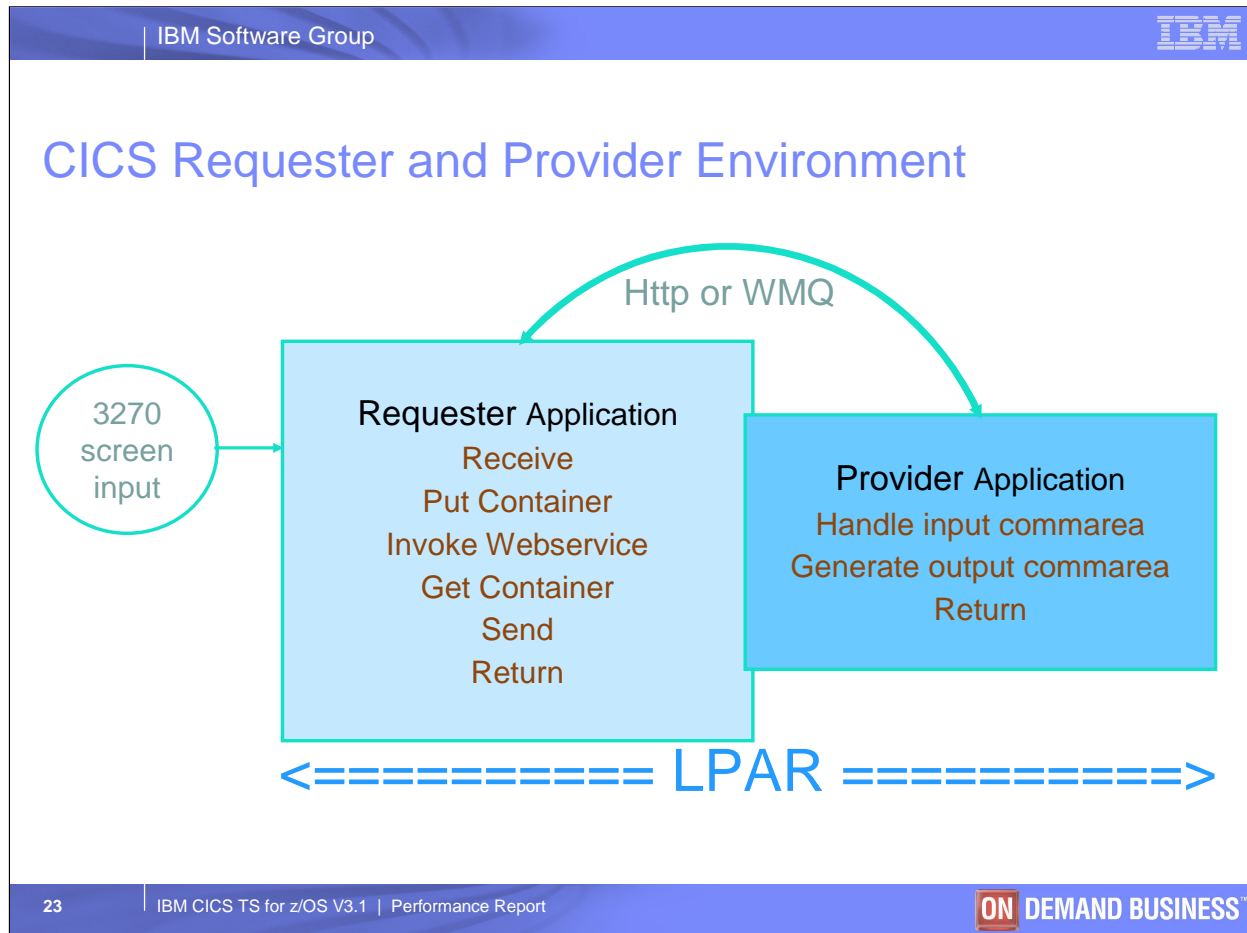 IBM Software Group
IBM
CICS Requester and Provider Environment
Http or WMQ
3270
screen
input
Requester Application
Receive
Put Container
Invoke Webservice
Get Container
Send
Return
Provider Application
Handle input commarea
Generate output commarea
Return
<========== LPAR ==========>
23
IBM CICS TS for z/OS V3.1 | Performance Report
ON DEMAND BUSINESS™